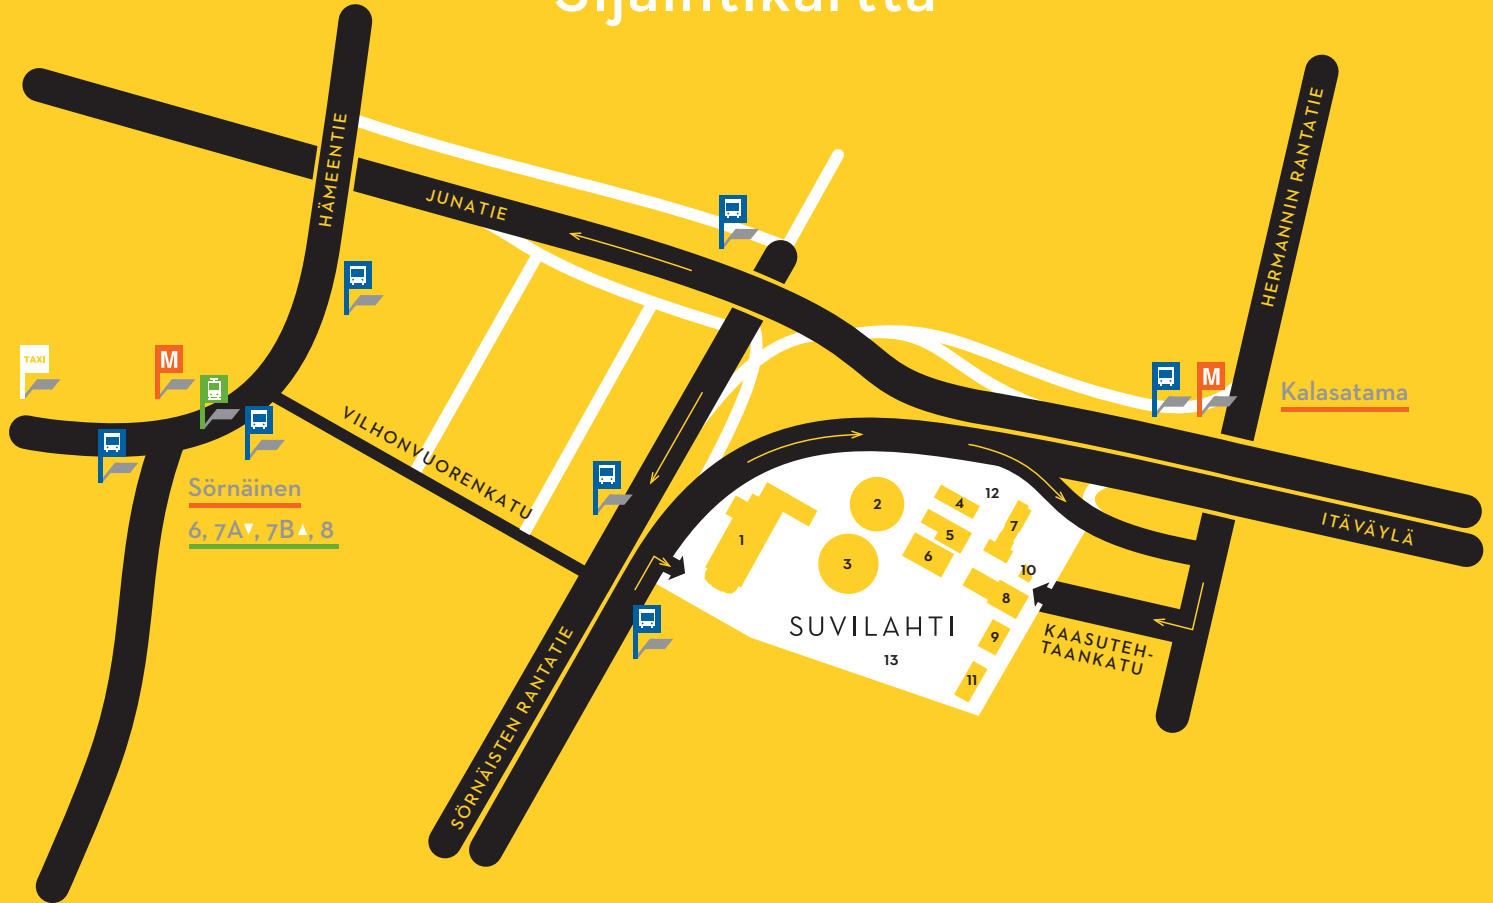 Sijaintikartta
HÄMEENTIE
JUNATIE
HERMANNIN RANTATIE
TAXI
M
M
Kalasatama
VILHONVUORENKATU
Sörnäinen
6, 7A▼, 7B▲, 8
ITÄVÄYLÄ
1
2
3
4
5
6
7
8
9
10
11
12
13
SUVILAHTI
KAASUTEH-
TAANKATU
SÖRNÄISTEN RANTATIE